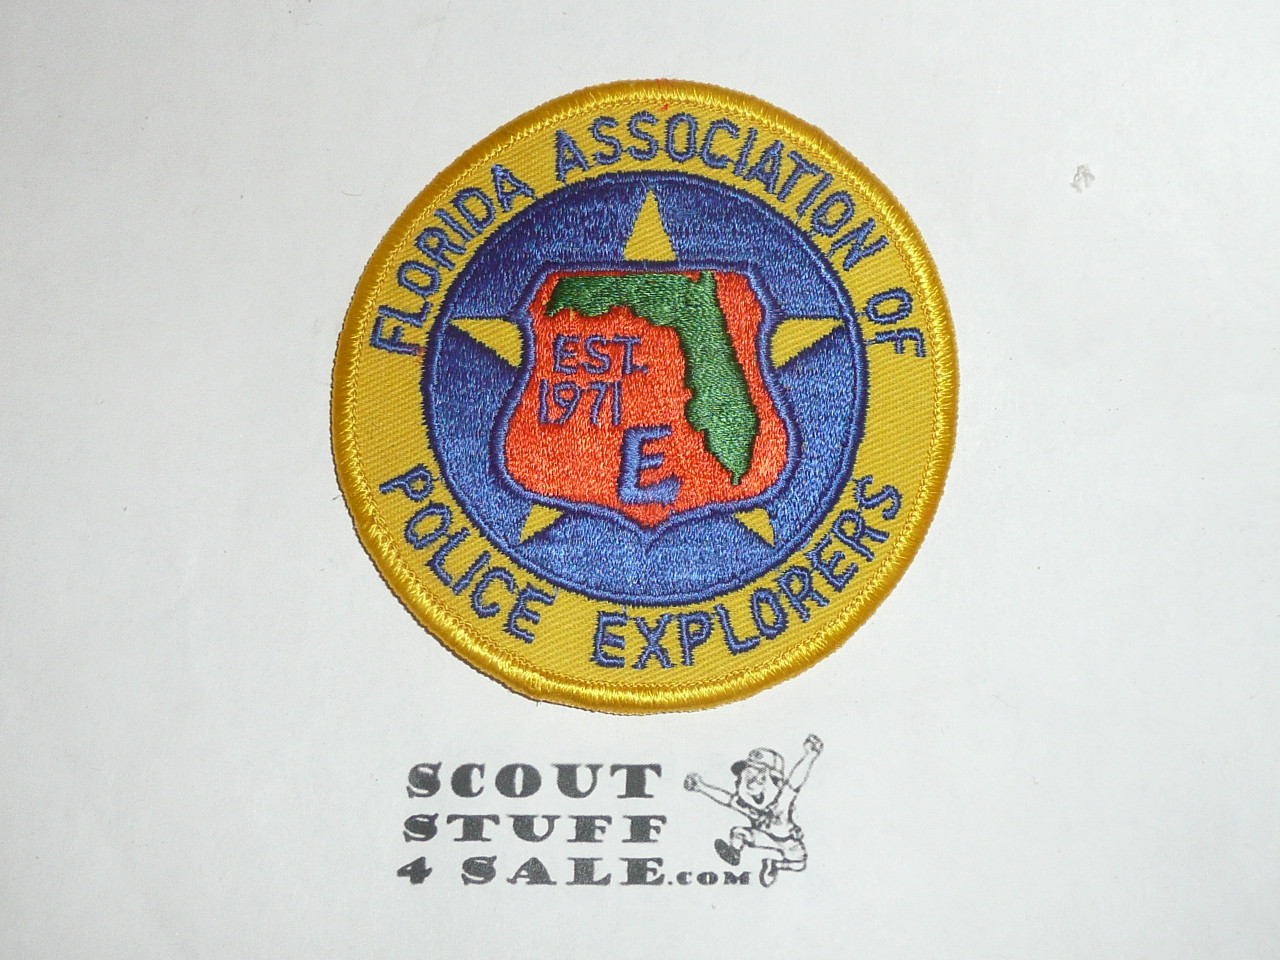 FLORIDA ASSOCIATION OF
EST.
1971
E
POLICE EXPLORERS
SCOUT
STUFF
4 SALE.COM